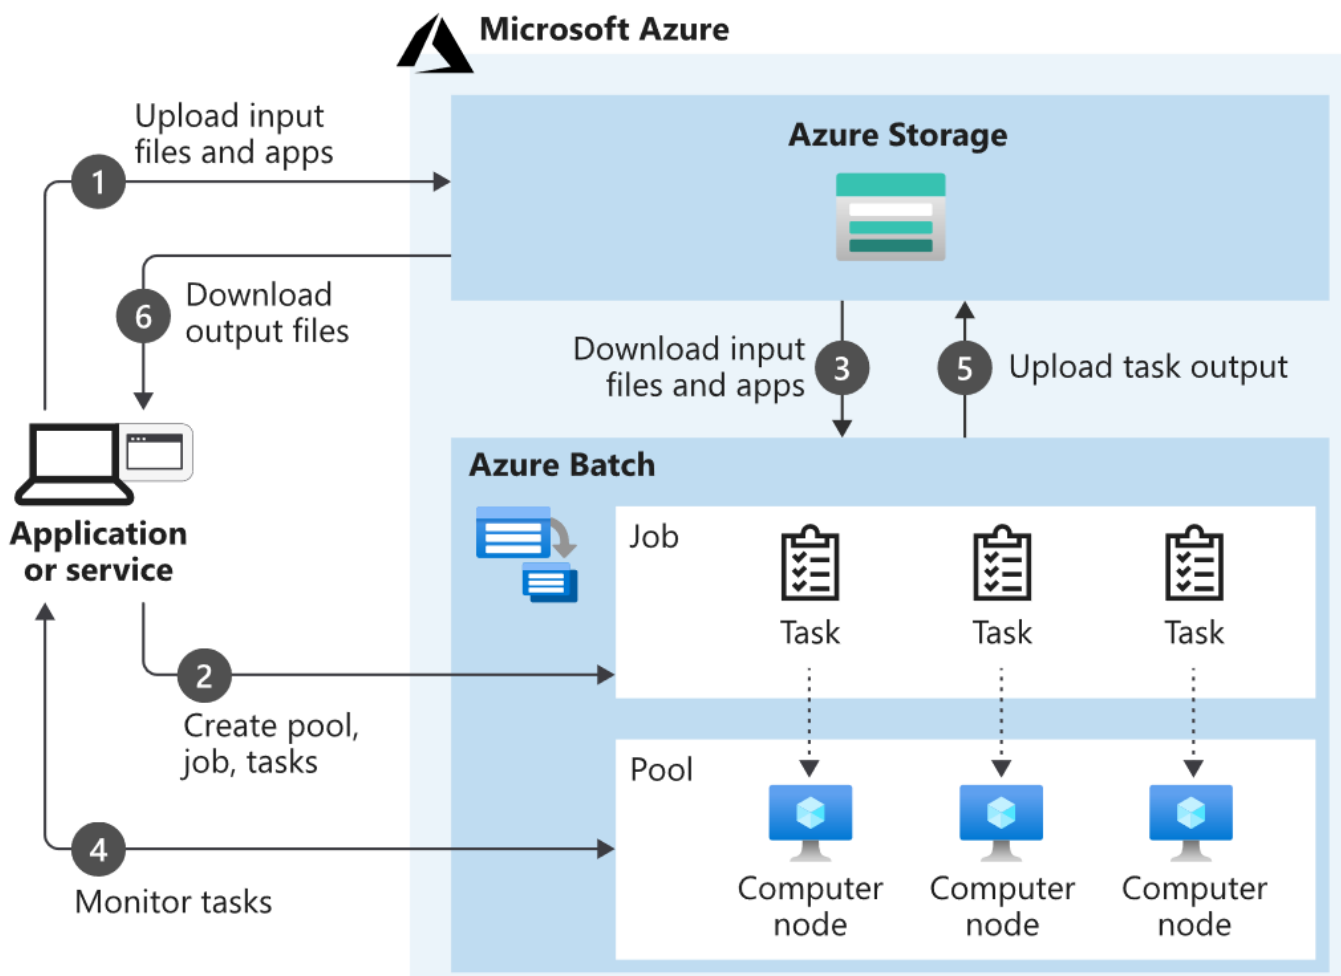 Microsoft Azure
Upload input
files and apps
1
Azure Storage
6
Download
output files
Download input
files and apps
3
5
Upload task output
Application
or service
Azure Batch
Job
Task
Task
Task
2
Create pool,
job, tasks
Pool
4
Monitor tasks
Computer
node
Computer
node
Computer
node